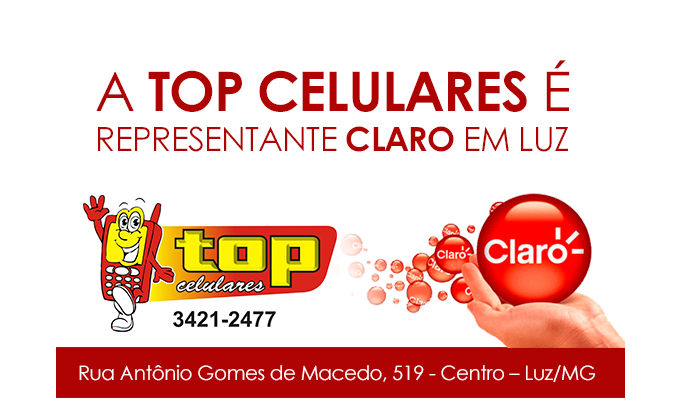 A TOP CELULARES É
REPRESENTANTE CLARO EM LUZ
top
celulares
3421-2477
Claro
Claro
Rua Antônio Gomes de Macedo, 519 - Centro – Luz/MG